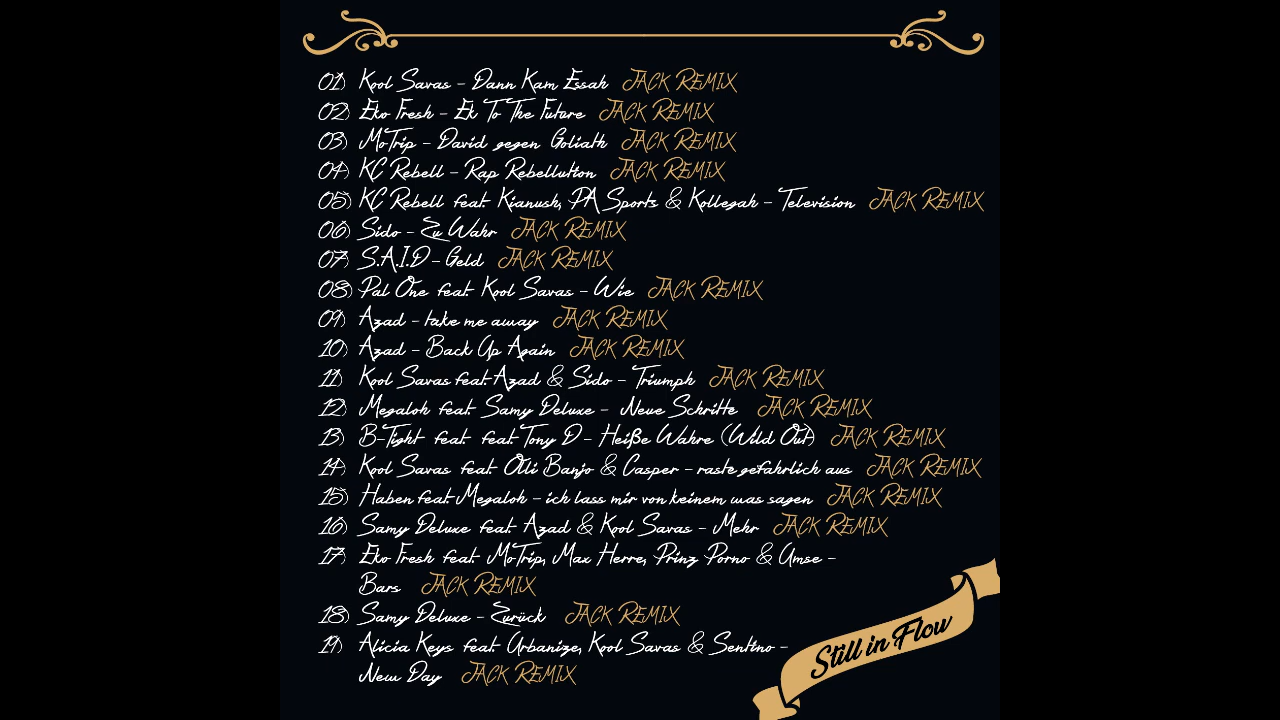 01) Kool Savas - Dann Kam Essah JACK REMIX
02) Eko Fresh - Ek To The Future JACK REMIX
03) MoTrip - David gegen Goliath JACK REMIX
04) KC Rebell - Rap Rebellution JACK REMIX
05) KC Rebell feat. Kianush, PA Sports & Kollegah - Television JACK REMIX
06) Sido - Zu Wahr JACK REMIX
07) S.A.I.D - Geld JACK REMIX
08) Pal One feat. Kool Savas - Wie JACK REMIX
09) Azad - take me away JACK REMIX
10) Azad - Back Up Again JACK REMIX
11) Kool Savas feat. Azad & Sido - Triumph JACK REMIX
12) Megaloh feat. Samy Deluxe - Neue Schritte JACK REMIX
13) B-Tight feat. feat. Tony D - Heiße Wahre (Wild Out) JACK REMIX
14) Kool Savas feat. Olli Banjo & Casper - raste gefahrlich aus JACK REMIX
15) Haben feat. Megaloh - ich lass mir von keinem was sagen JACK REMIX
16) Samy Deluxe feat. Azad & Kool Savas - Mehr JACK REMIX
17) Eko Fresh feat. MoTrip, Max Herre, Prinz Porno & Umse -
Bars JACK REMIX
18) Samy Deluxe - Zurück JACK REMIX
19) Alicia Keys feat. Urbanize, Kool Savas & Sentino -
New Day JACK REMIX
Still in Flow